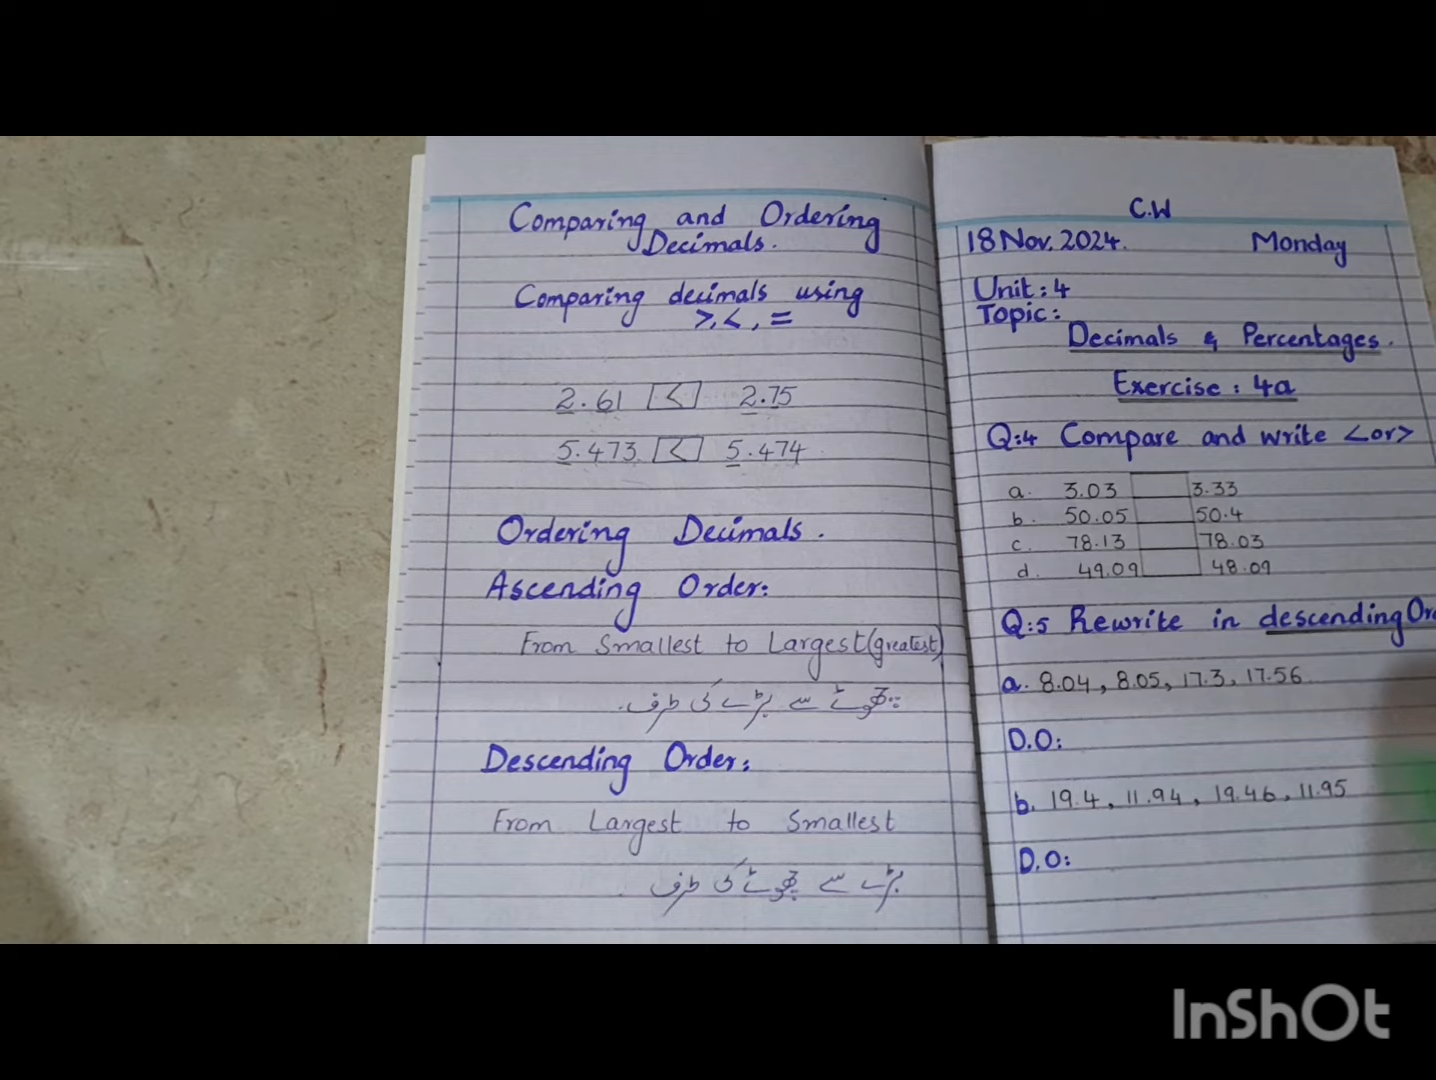 Comparing and Ordering
Decimals.
Comparing decimals using
>, <, =
2.61 < 2.75
5.473 < 5.474
Ordering Decimals.
Ascending Order:
From Smallest to Largest (greatest)
چھوٹے سے بڑے کی طرف۔
Descending Order:
From Largest to Smallest
بڑے سے چھوٹے کی طرف
C.W
18 Nov. 2024. Monday
Unit: 4
Topic:
Decimals & Percentages.
Exercise: 4a
Q:4 Compare and write < or >
a. 3.03 3.33
b. 50.05 50.4
c. 78.13 78.03
d. 49.09 48.09
Q:5 Rewrite in descending Or
a. 8.04, 8.05, 17.3, 17.56
D.O:
b. 19.4, 11.94, 19.46, 11.95
D.O:
InShOt